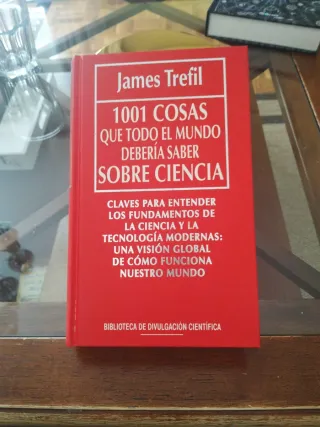 James Trefil
1001 COSAS
QUE TODO EL MUNDO
DEBERÍA SABER
SOBRE CIENCIA
CLAVES PARA ENTENDER
LOS FUNDAMENTOS DE
LA CIENCIA Y LA
TECNOLOGÍA MODERNAS:
UNA VISIÓN GLOBAL
DE CÓMO FUNCIONA
NUESTRO MUNDO
BIBLIOTECA DE DIVULGACIÓN CIENTÍFICA